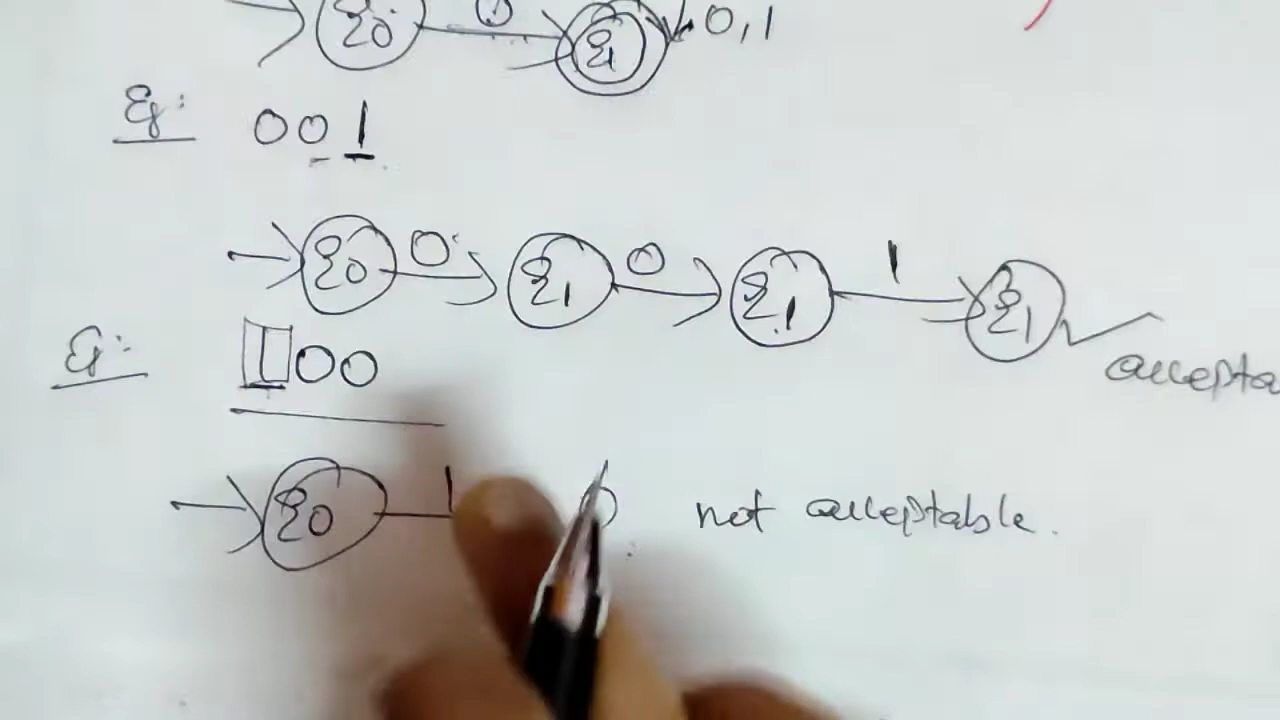 q0 0 q1 0,1
Eg: 001
q0 0 q1 0 q1 1 q1
accepta
Eg: 100
q0 1 not acceptable.